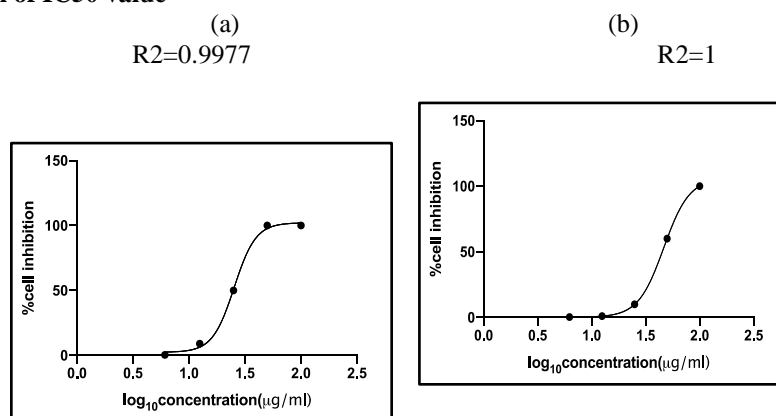 of IC50 value
(a) (b)
R2=0.9977 R2=1
150
100
50
0
0.0 0.5 1.0 1.5 2.0 2.5
%cell inhibition
log₁₀concentration(μg/ml)
150
100
50
0
0.0 0.5 1.0 1.5 2.0 2.5
%cell inhibition
log₁₀concentration(μg/ml)